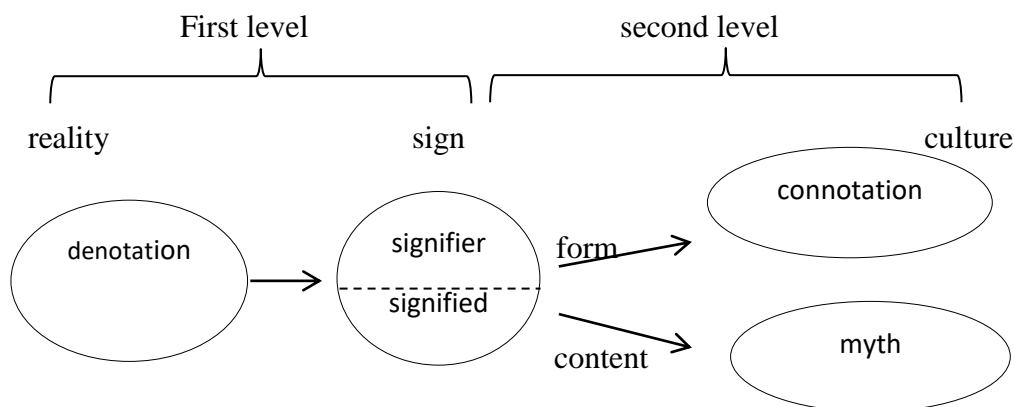 First level second level
reality sign culture
connotation
denotation
signifier
form
signified
myth
content